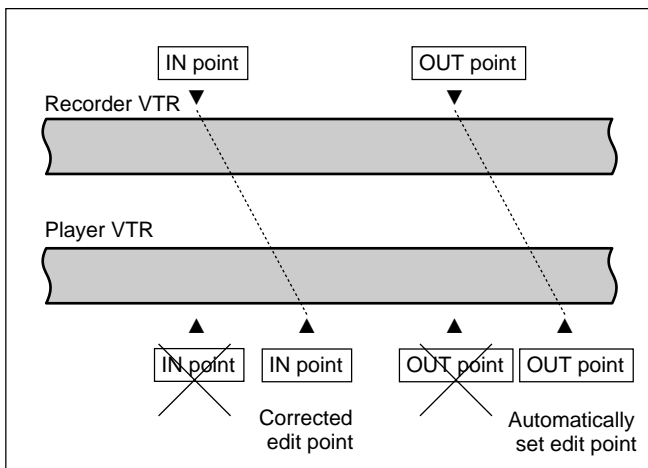 IN point
OUT point
Recorder VTR
Player VTR
IN point
IN point
OUT point
OUT point
Corrected
edit point
Automatically
set edit point